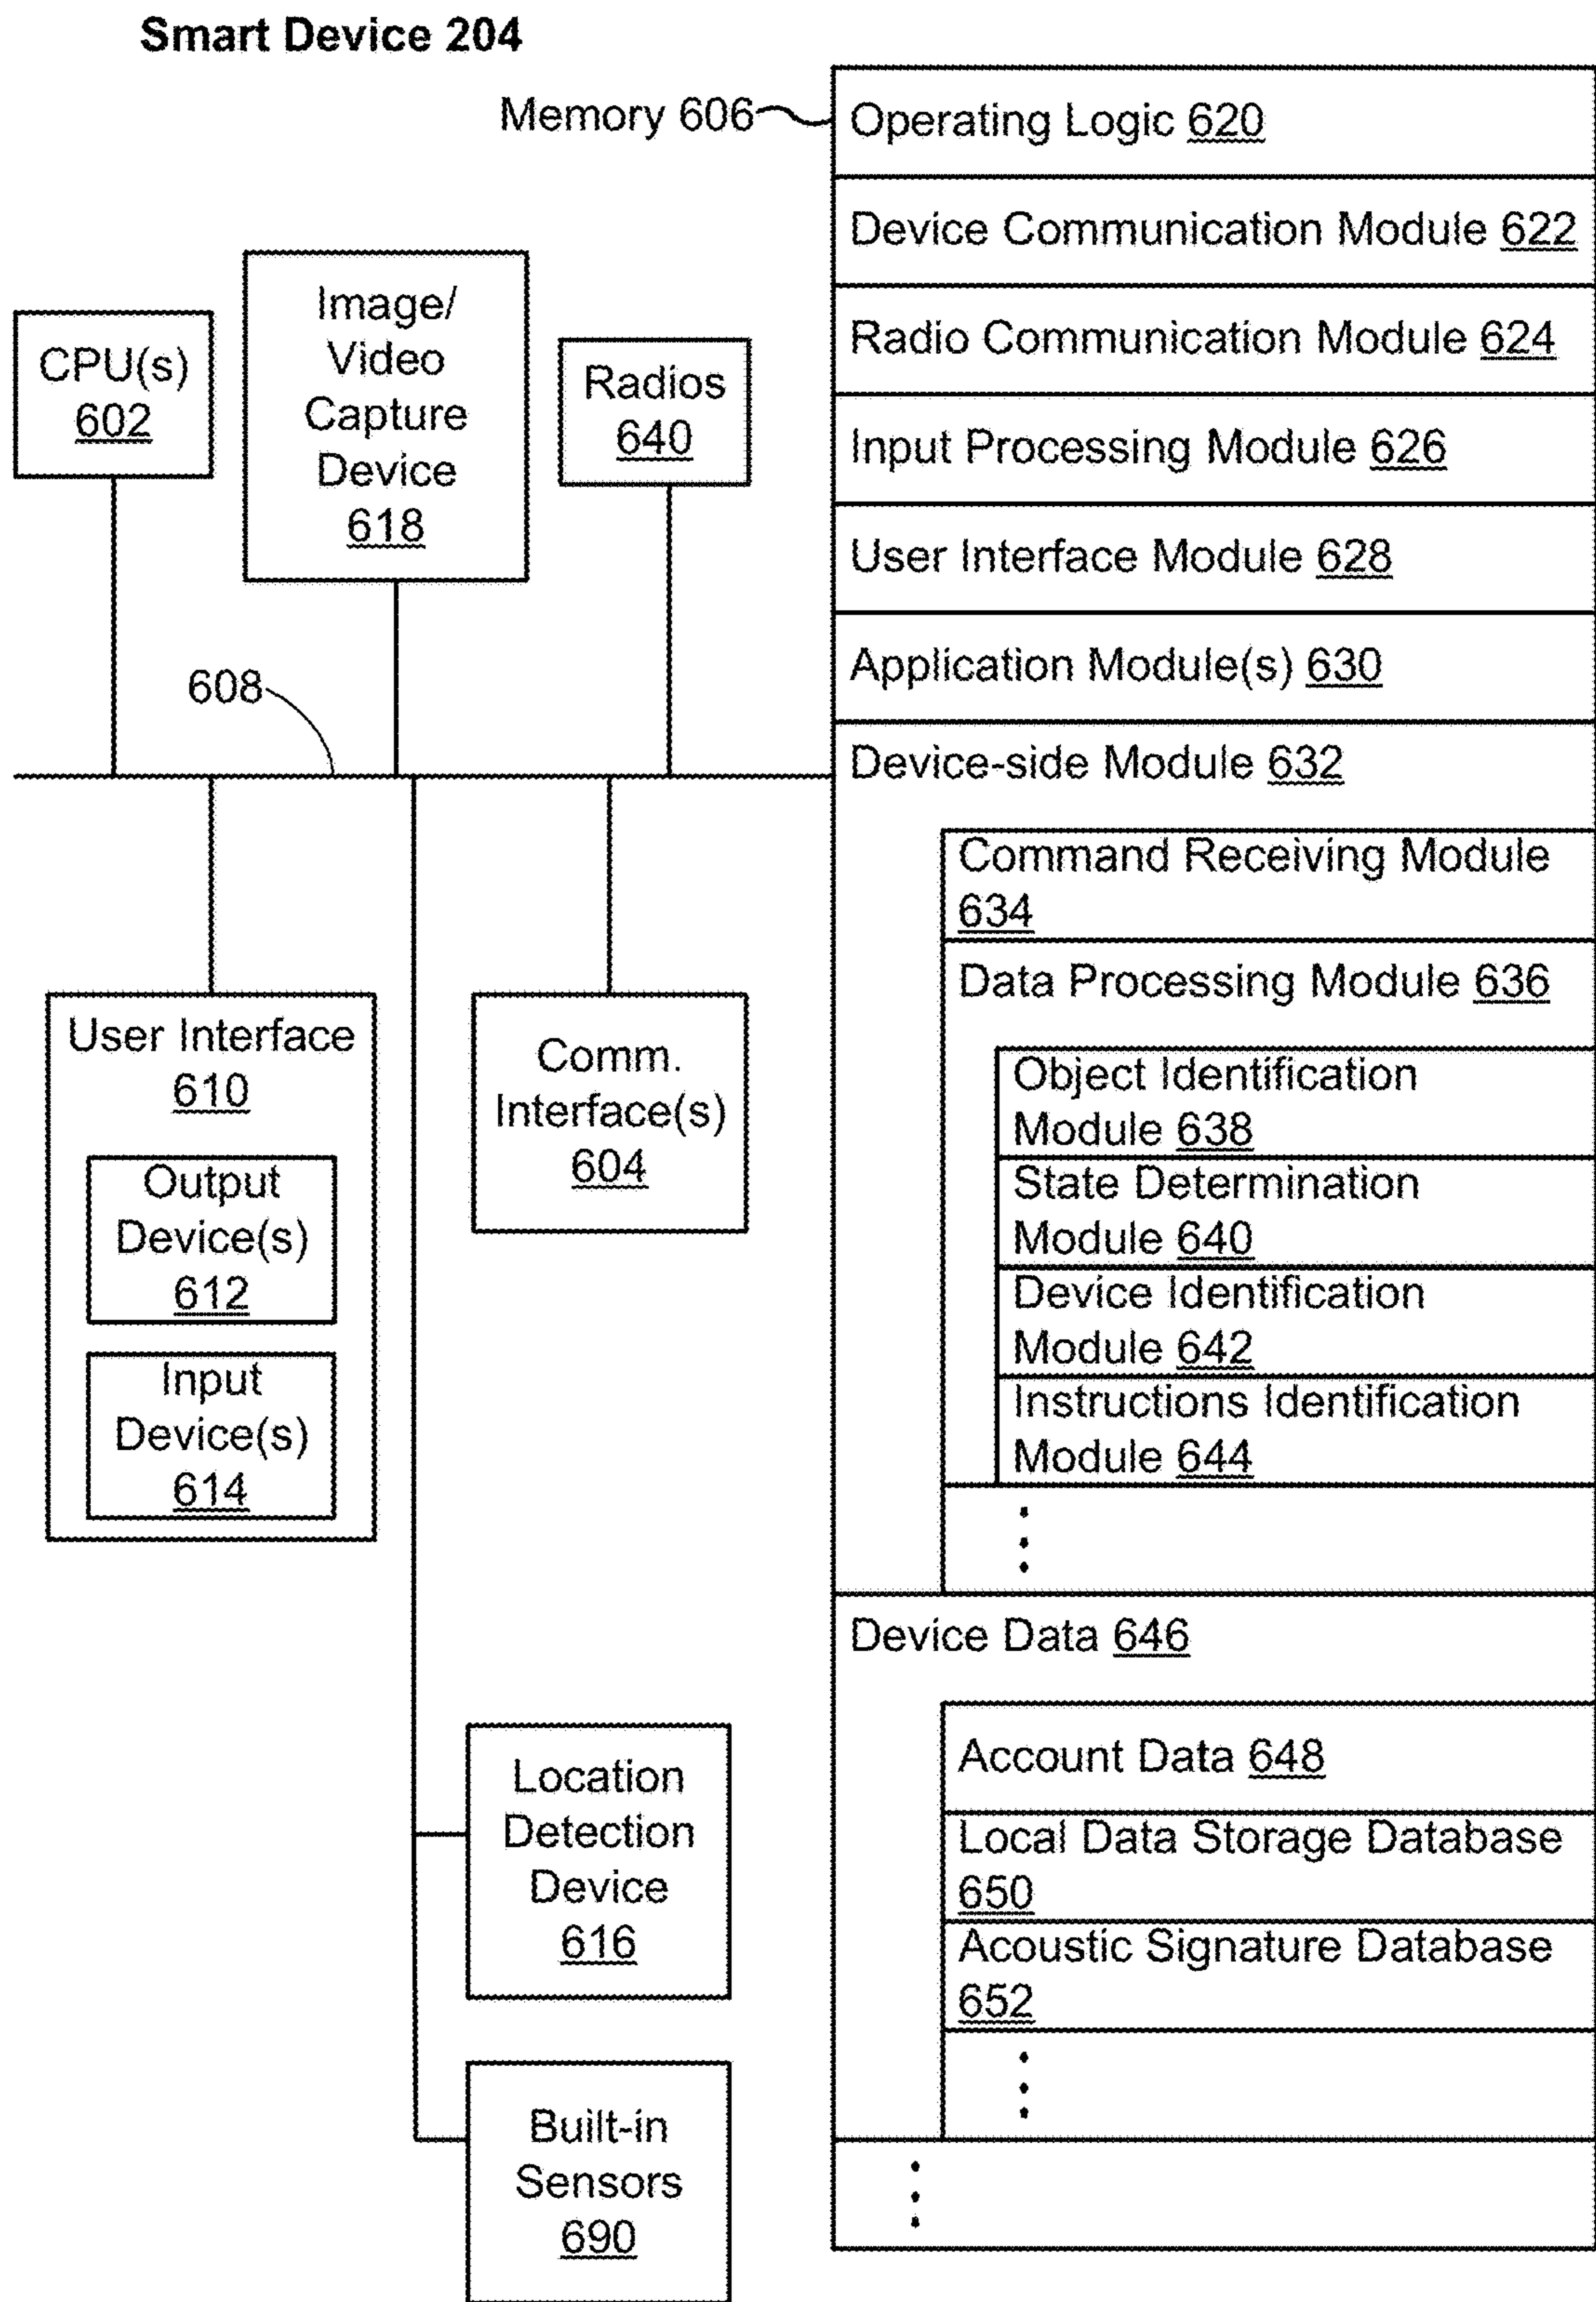 Smart Device 204
Memory 606
CPU(s)
602
Image/
Video
Capture
Device
618
Radios
640
608
User Interface
610
Output
Device(s)
612
Input
Device(s)
614
Comm.
Interface(s)
604
Location
Detection
Device
616
Built-in
Sensors
690
Operating Logic 620
Device Communication Module 622
Radio Communication Module 624
Input Processing Module 626
User Interface Module 628
Application Module(s) 630
Device-side Module 632
Command Receiving Module
634
Data Processing Module 636
Object Identification
Module 638
State Determination
Module 640
Device Identification
Module 642
Instructions Identification
Module 644
Device Data 646
Account Data 648
Local Data Storage Database
650
Acoustic Signature Database
652